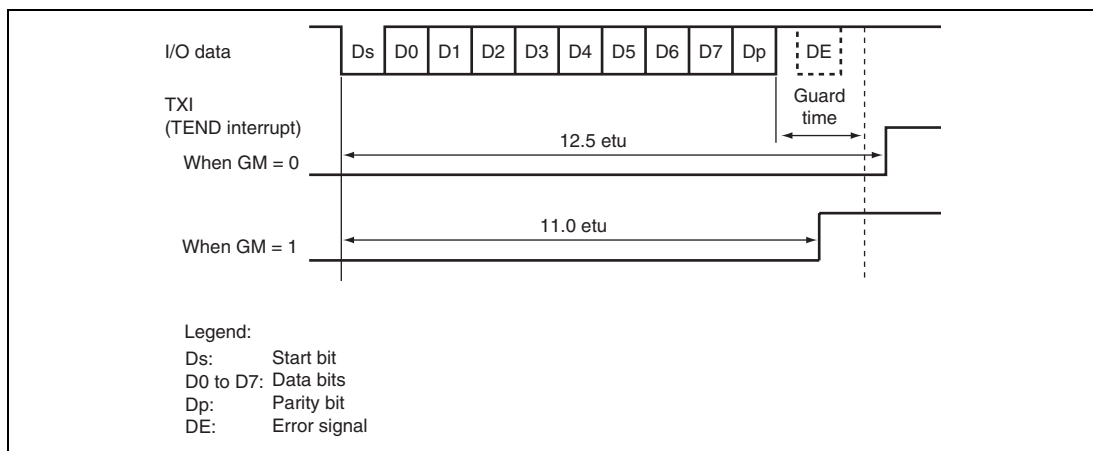 I/O data
Ds D0 D1 D2 D3 D4 D5 D6 D7 Dp DE
Guard
time
TXI
(TEND interrupt)
12.5 etu
When GM = 0
11.0 etu
When GM = 1
Legend:
Ds: Start bit
D0 to D7: Data bits
Dp: Parity bit
DE: Error signal